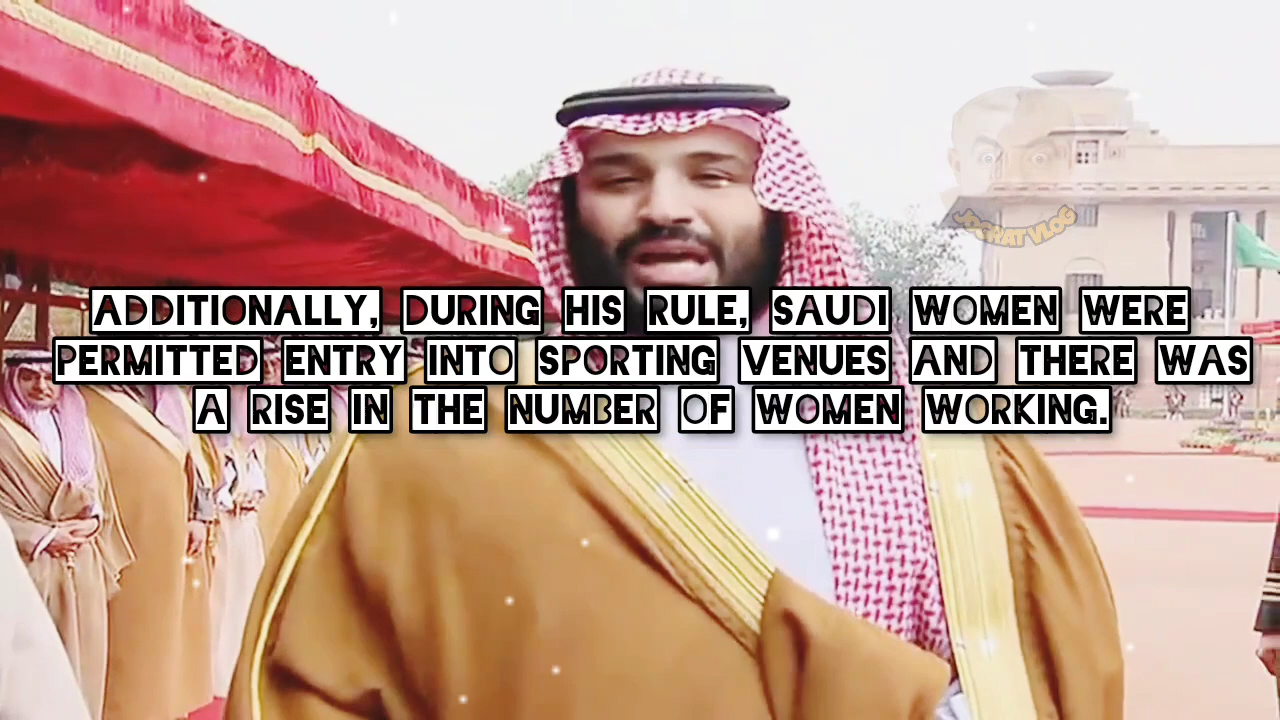 ADDITIONALLY, DURING HIS RULE, SAUDI WOMEN WERE
PERMITTED ENTRY INTO SPORTING VENUES AND THERE WAS
A RISE IN THE NUMBER OF WOMEN WORKING.
VLOG